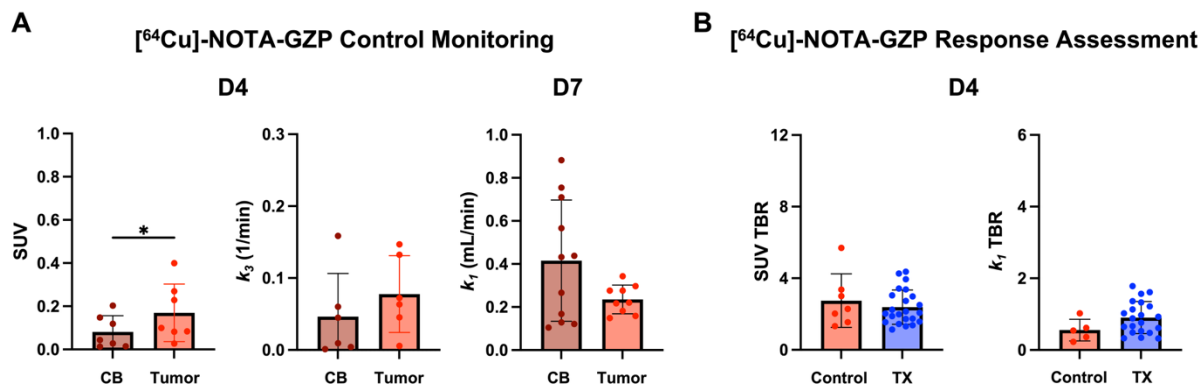 A
[⁶⁴Cu]-NOTA-GZP Control Monitoring
D4
D7
SUV
1.0
0.8
0.6
0.4
0.2
0.0
*
CB Tumor
k₃ (1/min)
0.3
0.2
0.1
0.0
CB Tumor
k₁ (mL/min)
1.0
0.8
0.6
0.4
0.2
0.0
CB Tumor
B
[⁶⁴Cu]-NOTA-GZP Response Assessment
D4
SUV TBR
12
8
4
0
Control TX
k₁ TBR
6
4
2
0
Control TX